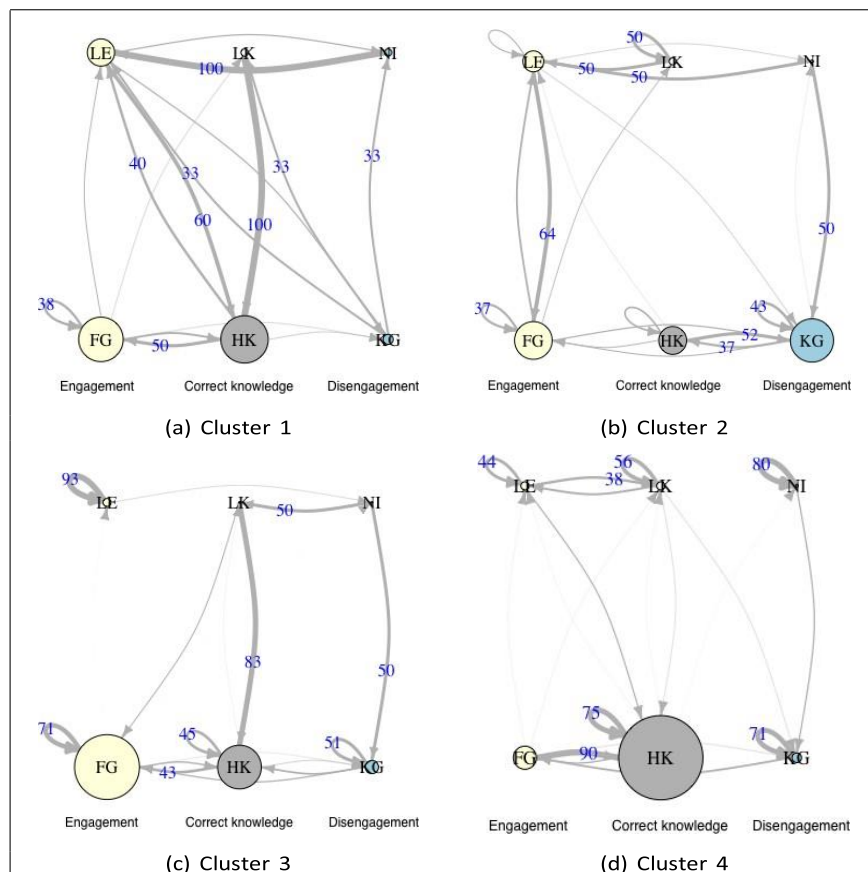 LE LK NI
100
40 33 33 33
60 100
38
50
FG HK KG
Engagement Correct knowledge Disengagement
(a) Cluster 1
50
LE LK NI
50 50
64 50
37 43
52
FG HK KG
37
Engagement Correct knowledge Disengagement
(b) Cluster 2
93
LE LK NI
50
83 50
71 45 51
FG HK KG
43
Engagement Correct knowledge Disengagement
(c) Cluster 3
44 56 80
LE LK NI
38
75 71
90
FG HK KG
Engagement Correct knowledge Disengagement
(d) Cluster 4